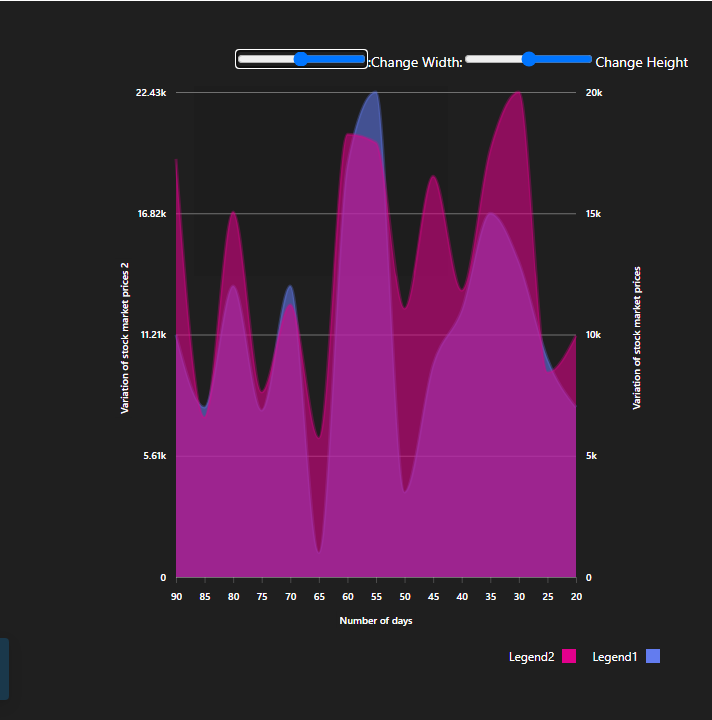 :Change Width: Change Height
22.43k 20k
16.82k 15k
11.21k 10k
5.61k 5k
0 0
Variation of stock market prices 2
Variation of stock market prices
90 85 80 75 70 65 60 55 50 45 40 35 30 25 20
Number of days
Legend2 Legend1